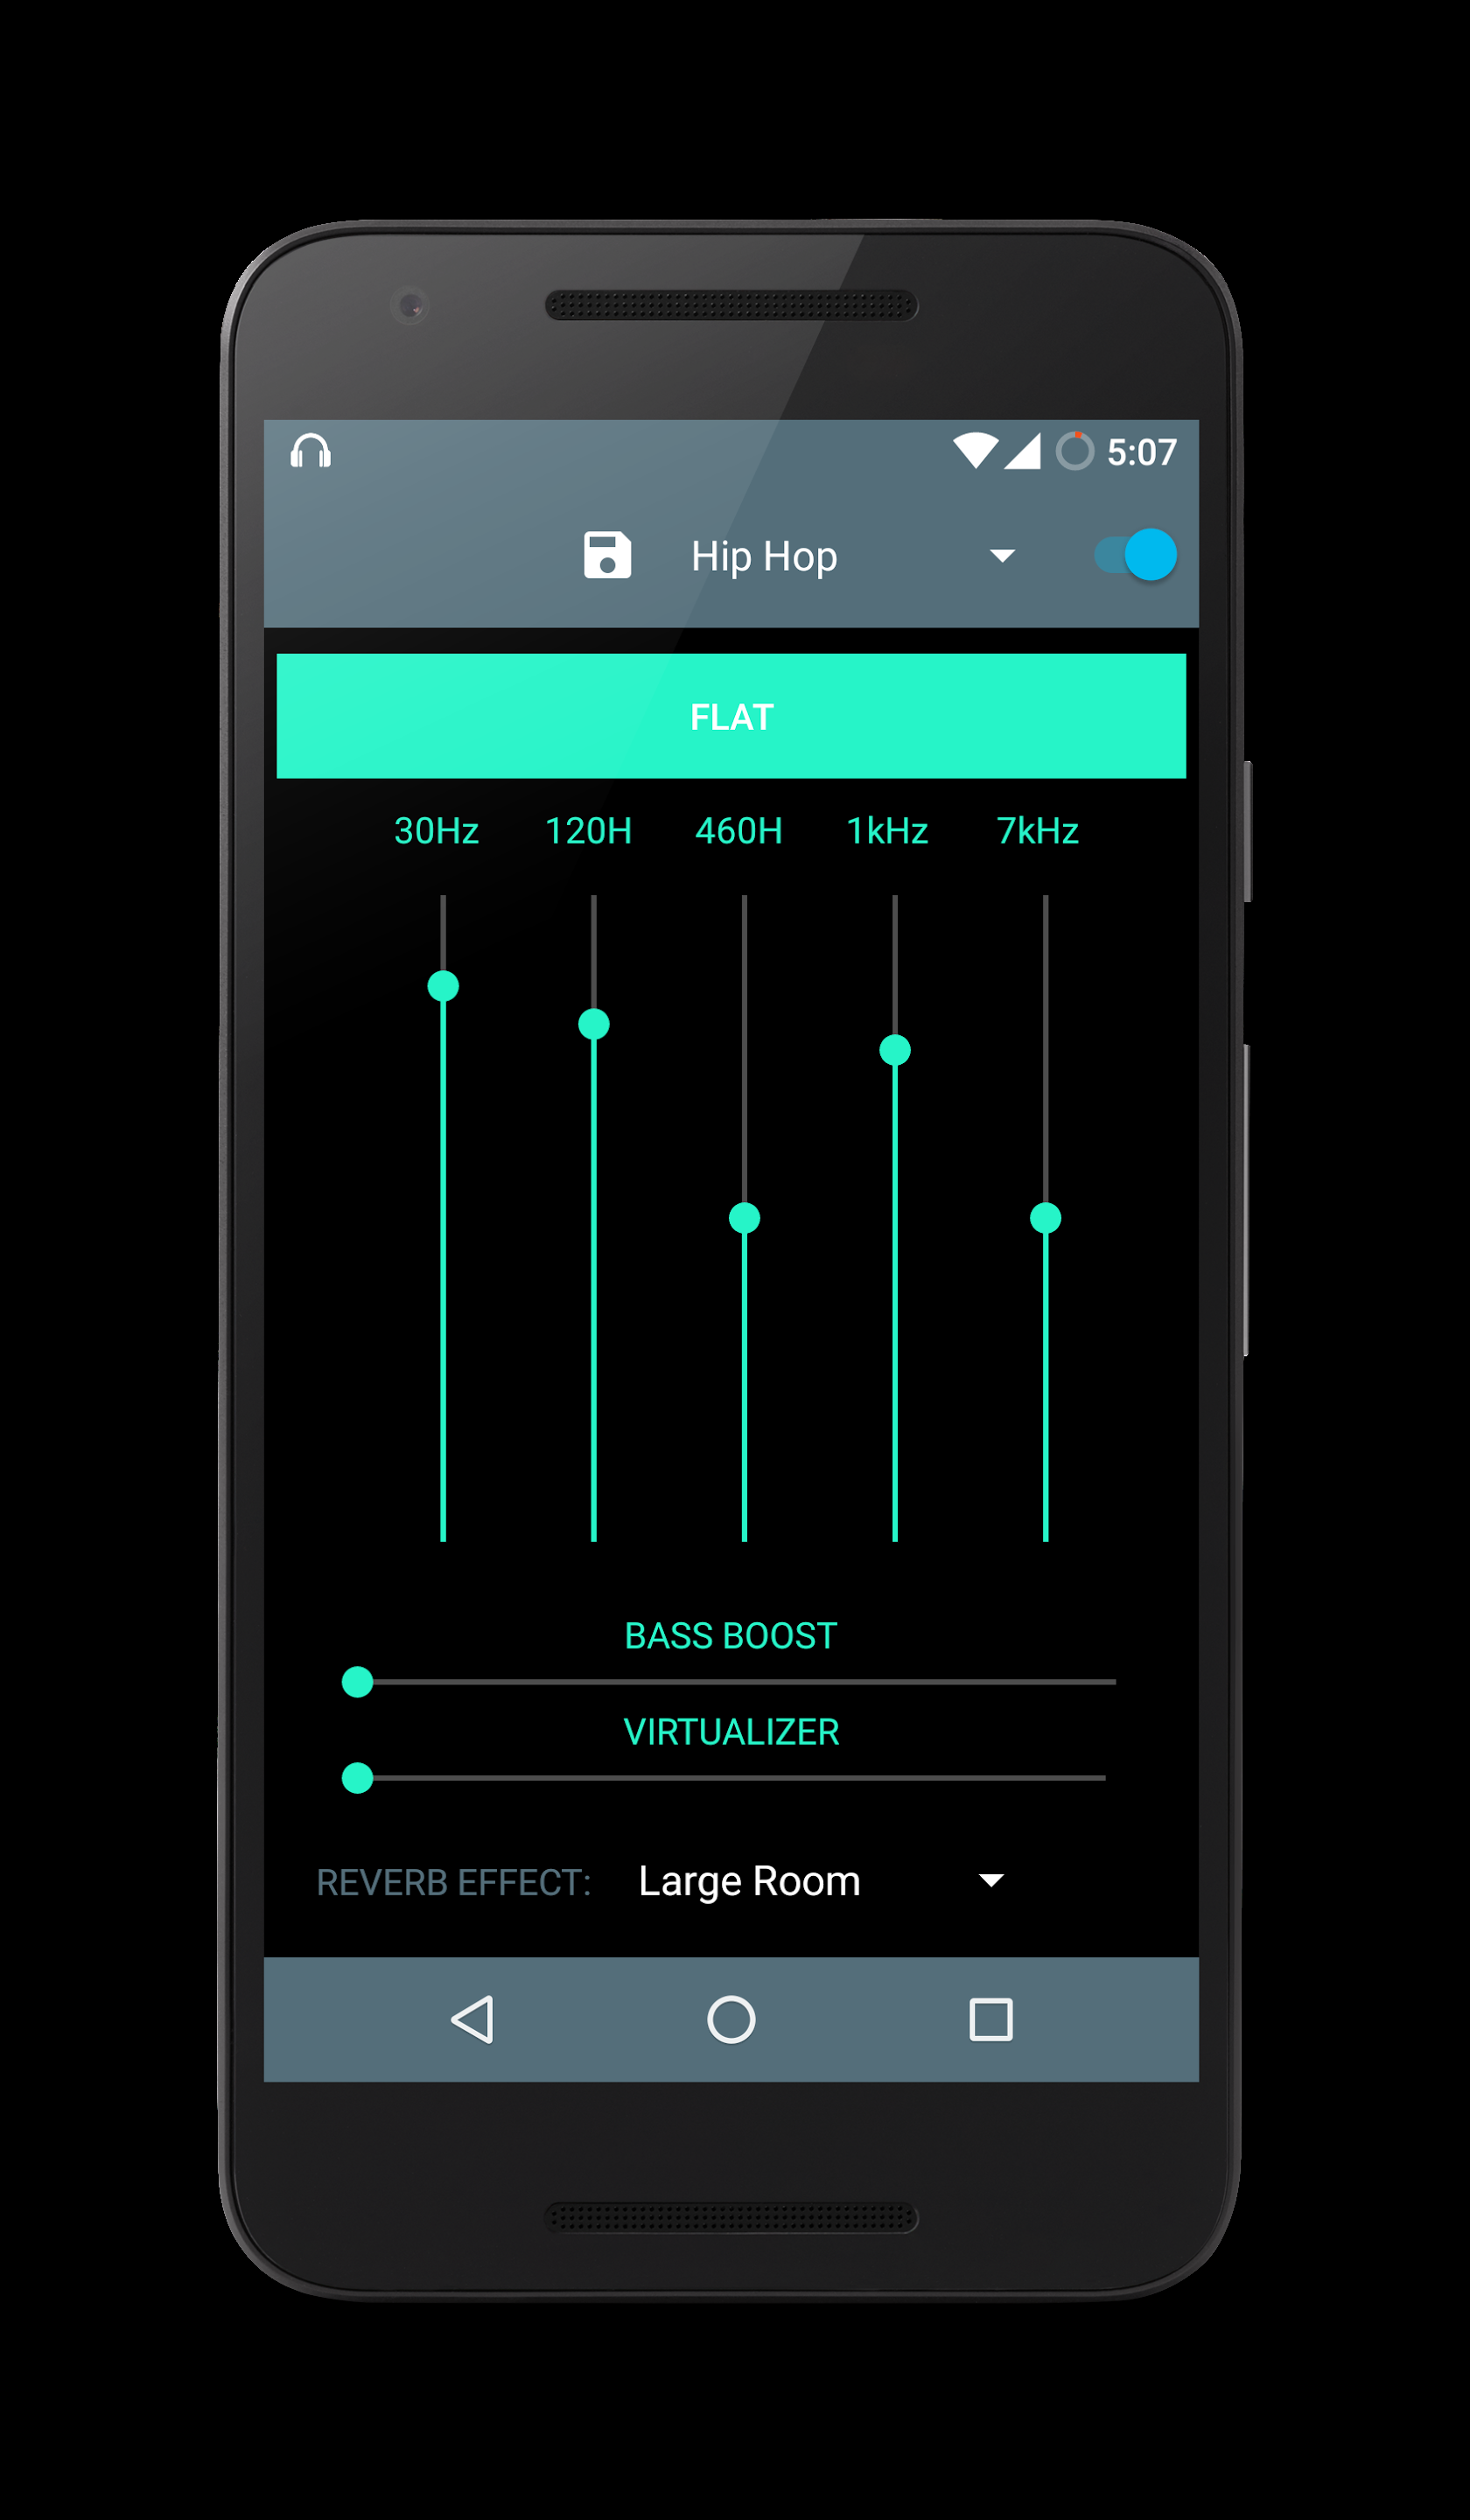 5:07
Hip Hop
FLAT
30Hz 120H 460H 1kHz 7kHz
BASS BOOST
VIRTUALIZER
REVERB EFFECT: Large Room